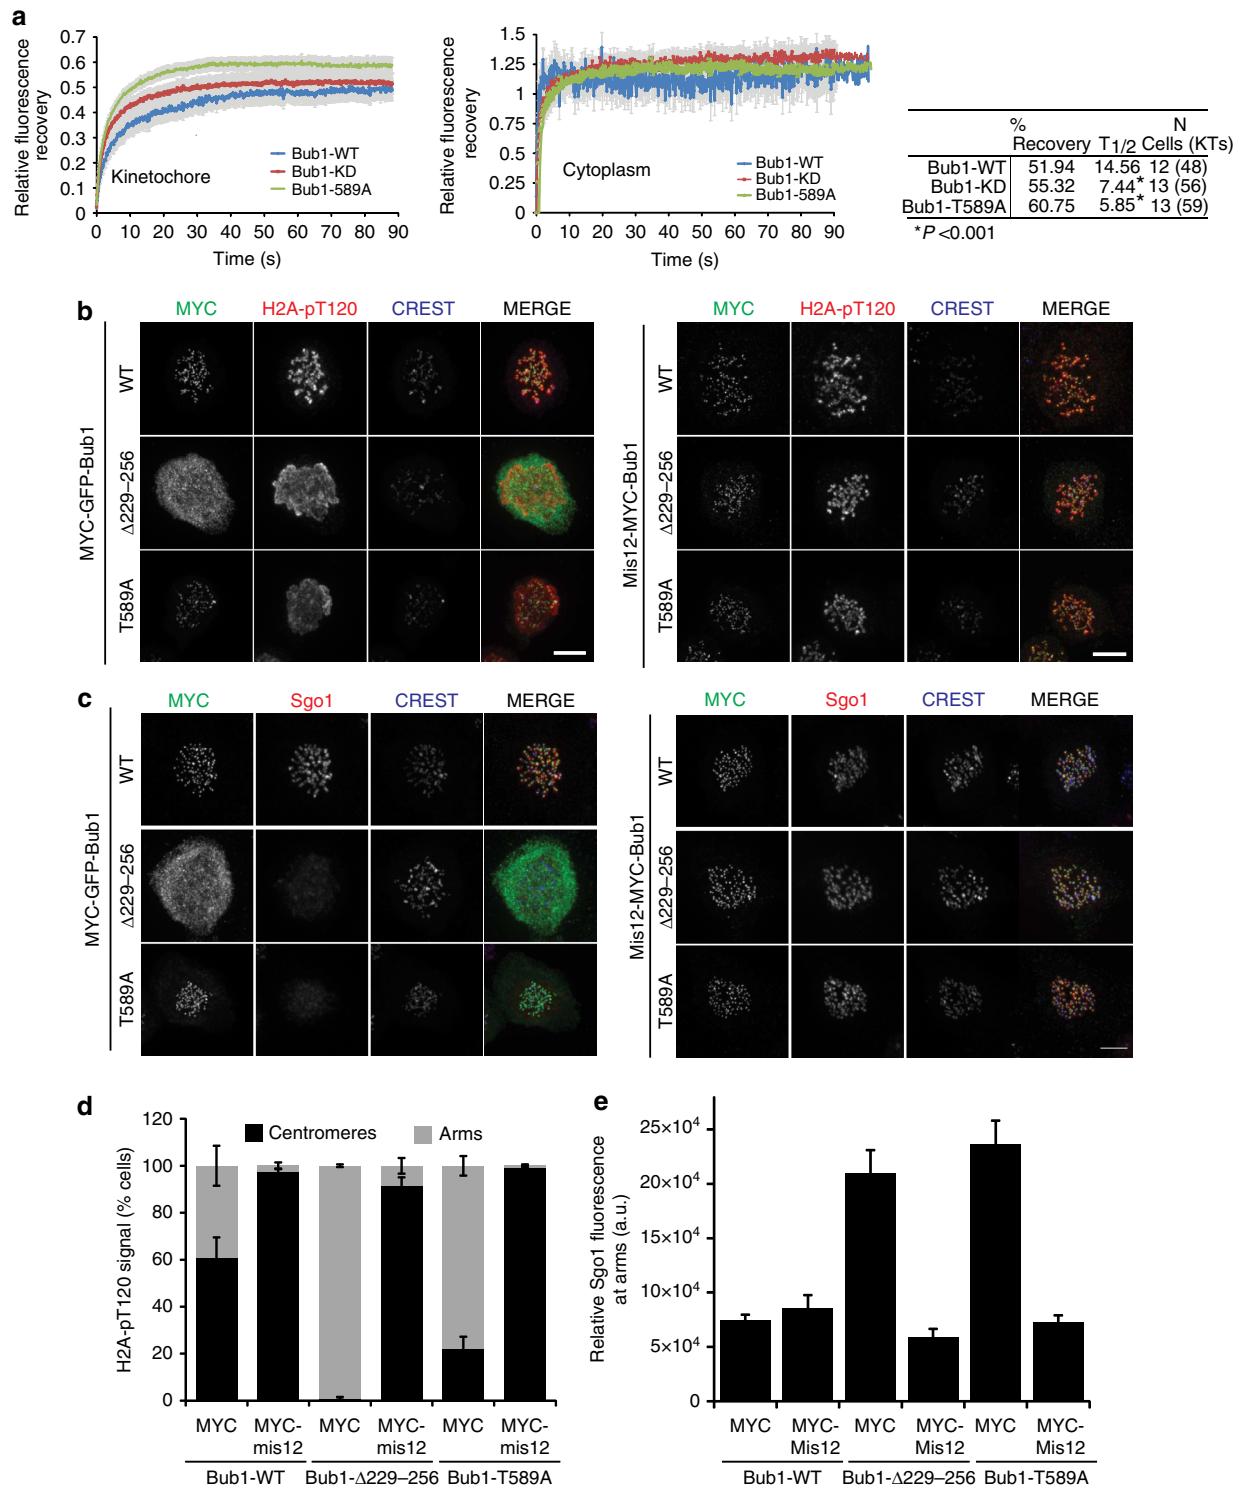 a
Relative fluorescence
recovery
0.7
0.6
0.5
0.4
0.3
0.2
0.1
0
0 10 20 30 40 50 60 70 80 90
Time (s)
Kinetochore
Bub1-WT
Bub1-KD
Bub1-589A
Relative fluorescence
recovery
1.5
1.25
1
0.75
0.5
0.25
0
0 10 20 30 40 50 60 70 80 90
Time (s)
Cytoplasm
Bub1-WT
Bub1-KD
Bub1-589A
% N
Recovery T1/2 Cells (KTs)
Bub1-WT 51.94 14.56 12 (48)
Bub1-KD 55.32 7.44* 13 (56)
Bub1-T589A 60.75 5.85* 13 (59)
*P<0.001
b
MYC H2A-pT120 CREST MERGE
MYC-GFP-Bub1
WT
Δ229–256
T589A
MYC H2A-pT120 CREST MERGE
Mis12-MYC-Bub1
WT
Δ229–256
T589A
c
MYC Sgo1 CREST MERGE
MYC-GFP-Bub1
WT
Δ229–256
T589A
MYC Sgo1 CREST MERGE
Mis12-MYC-Bub1
WT
Δ229–256
T589A
d
H2A-pT120 signal (% cells)
120
100
80
60
40
20
0
Centromeres Arms
MYC MYC- MYC MYC- MYC MYC-
mis12 mis12 mis12
Bub1-WT Bub1-Δ229–256 Bub1-T589A
e
Relative Sgo1 fluorescence
at arms (a.u.)
25×10⁴
20×10⁴
15×10⁴
10×10⁴
5×10⁴
0
MYC MYC- MYC MYC- MYC MYC-
Mis12 Mis12 Mis12
Bub1-WT Bub1-Δ229–256 Bub1-T589A